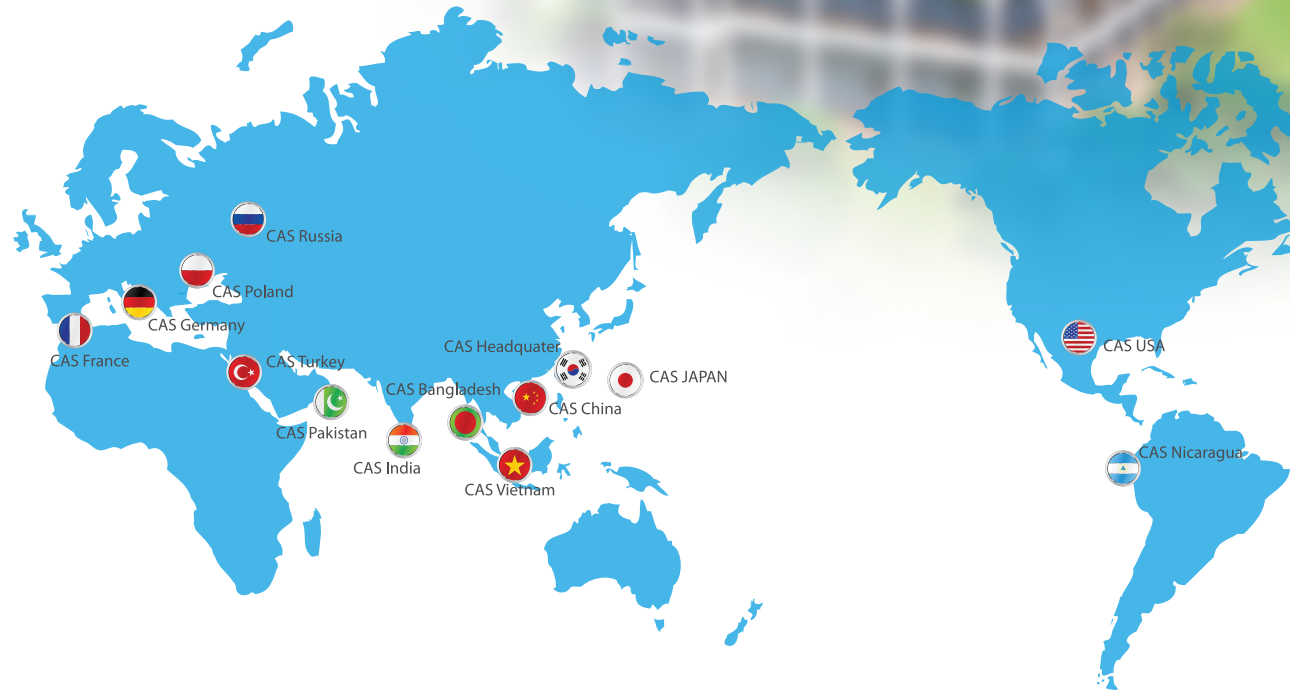 CAS Russia
CAS Poland
CAS Germany
CAS France
CAS Turkey
CAS Pakistan
CAS India
CAS Headquater
CAS Bangladesh
CAS JAPAN
CAS China
CAS Vietnam
CAS USA
CAS Nicaragua